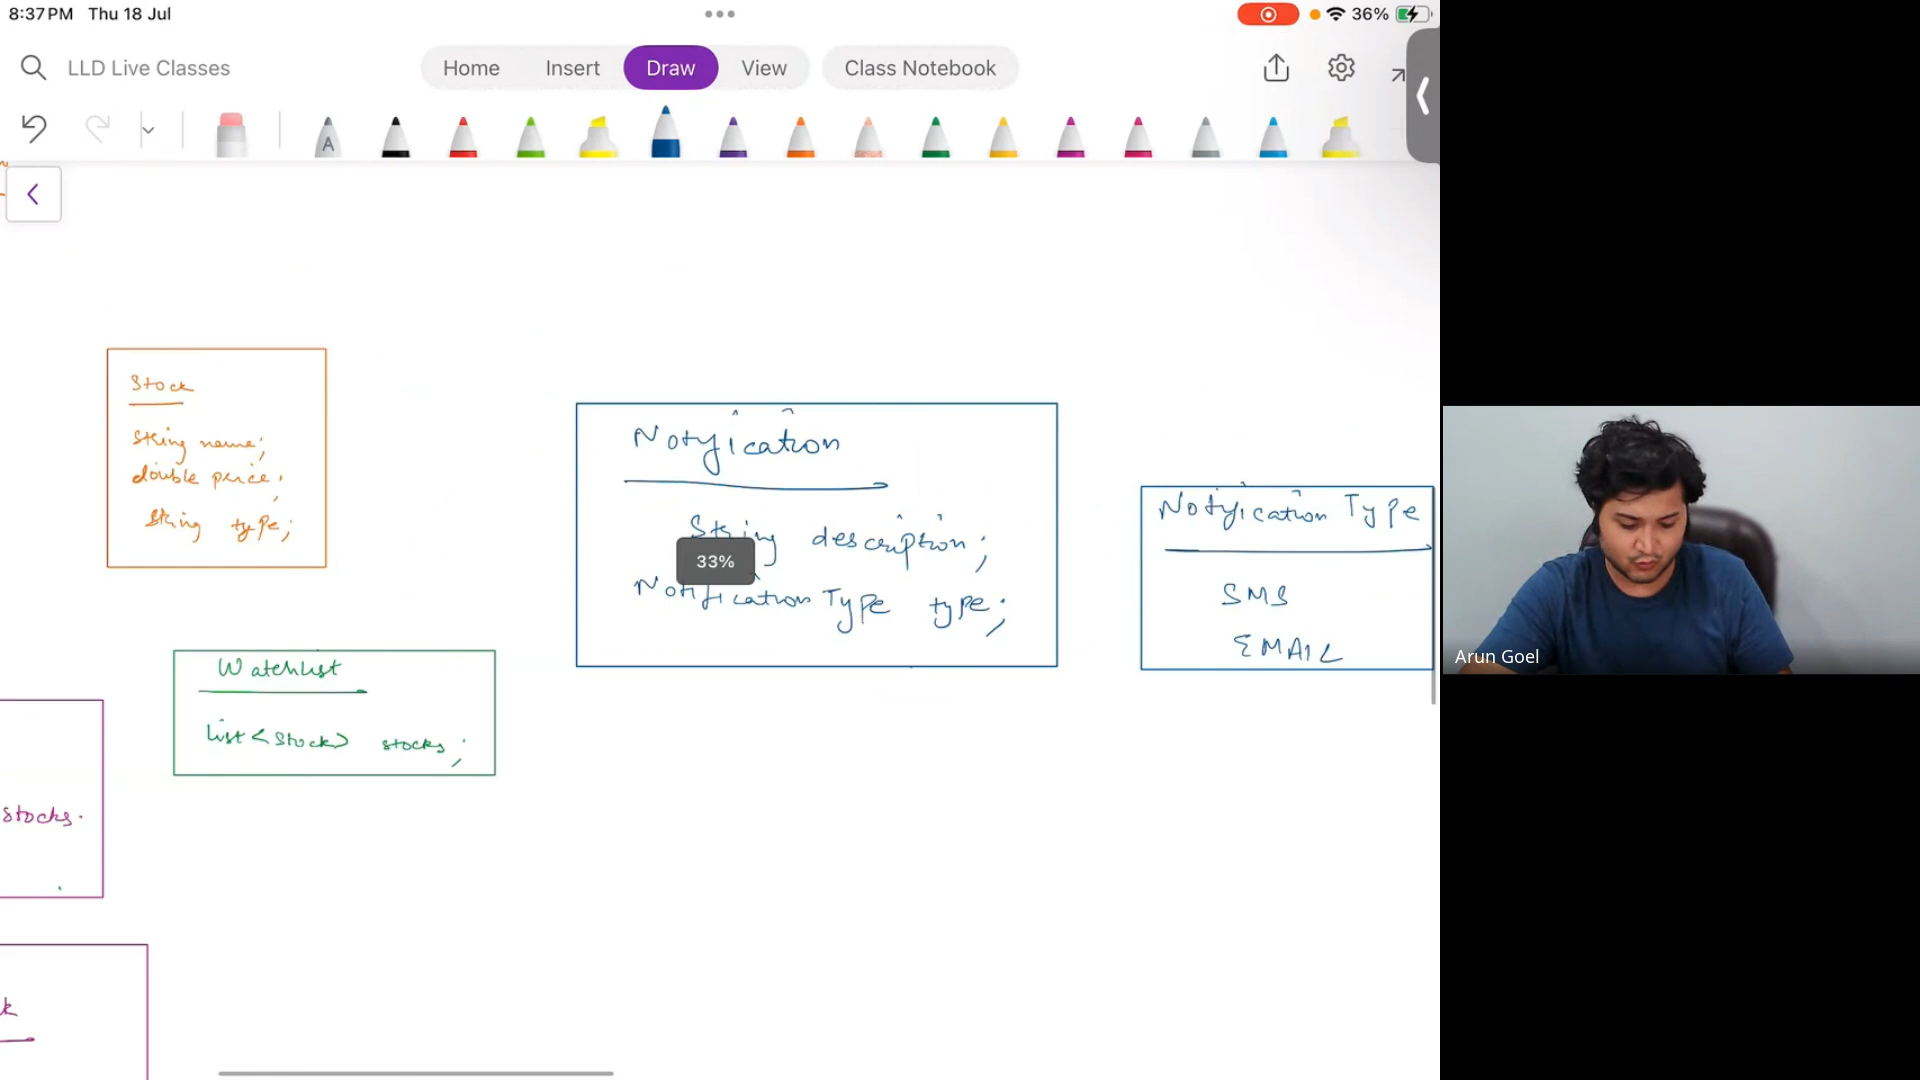 8:37 PM Thu 18 Jul
36%
LLD Live Classes
Home Insert Draw View Class Notebook
A
Stock
String name;
double price;
String type;
Notification
String description;
33%
NotificationType type;
Notification Type
SMS
EMAIL
Watchlist
List<Stock> stocks;
stocks.
k
Arun Goel